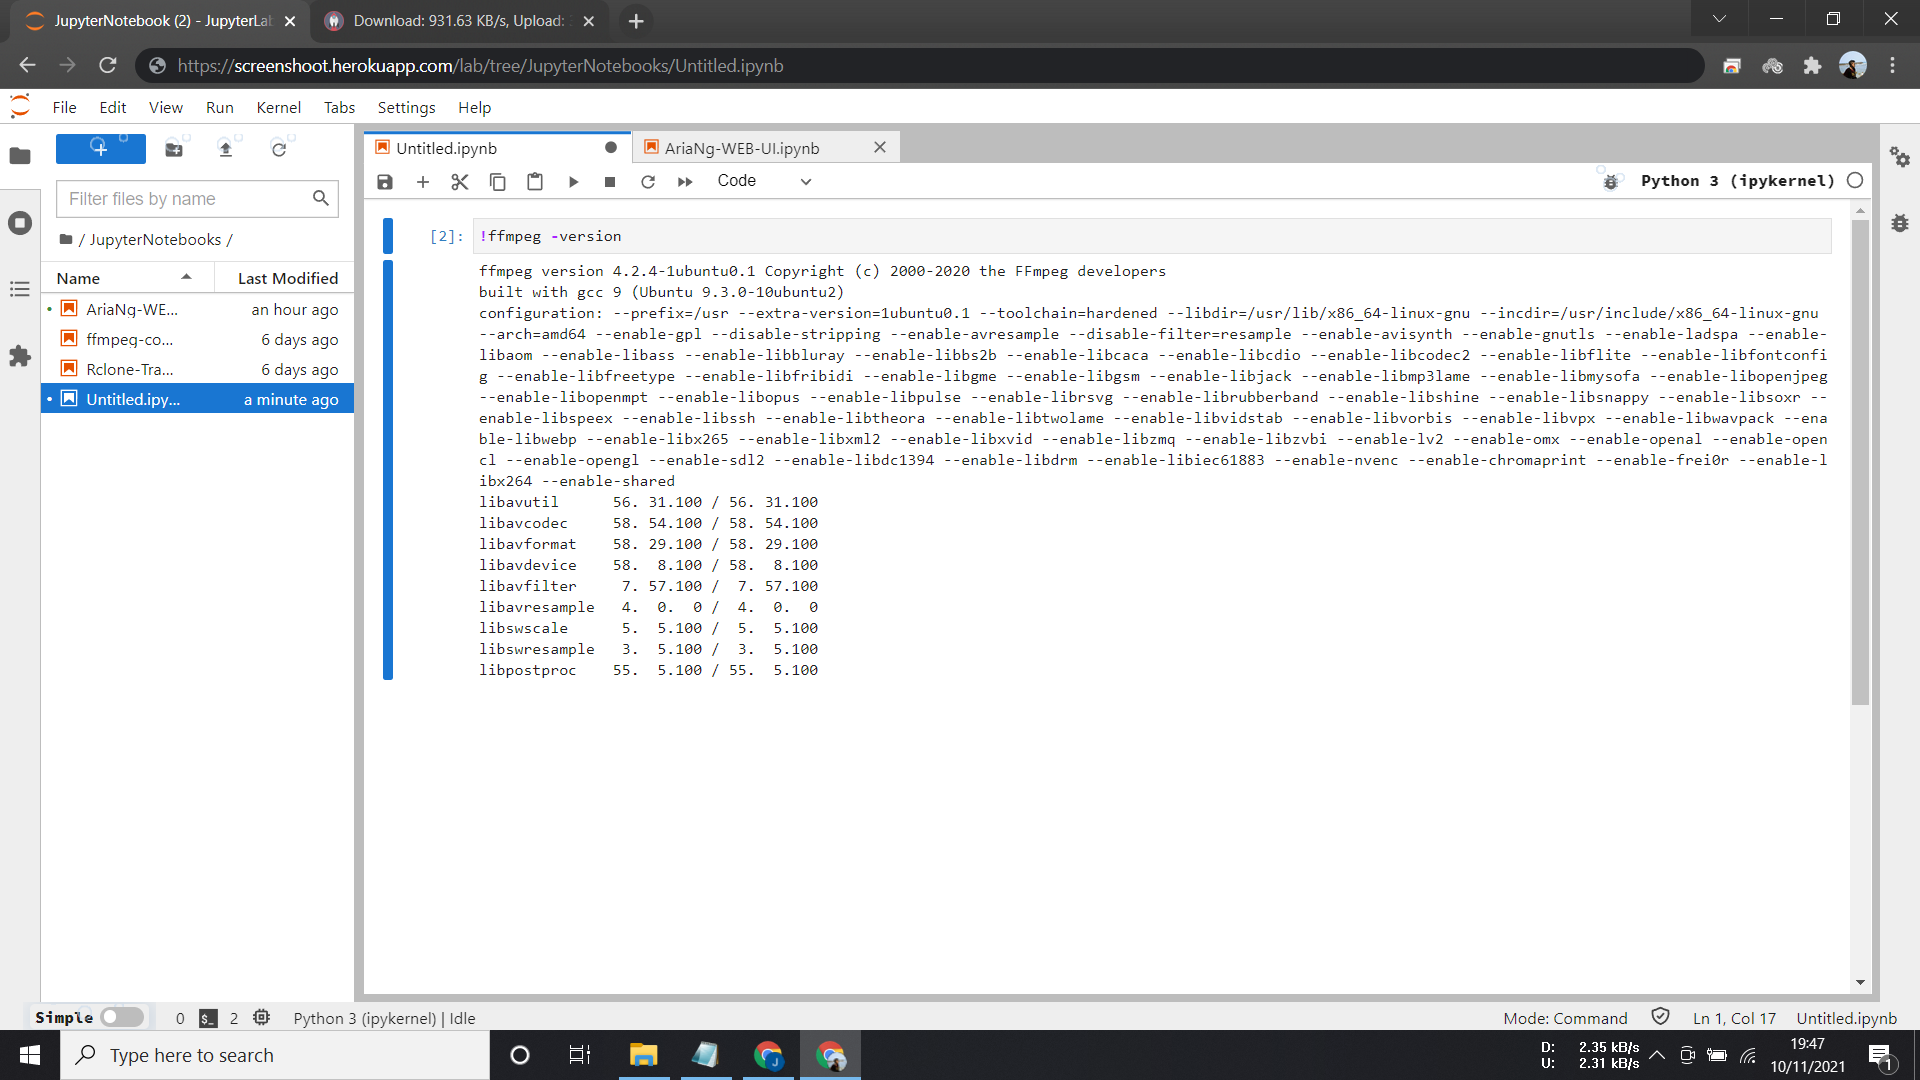 JupyterNotebook (2) - JupyterLab
Download: 931.63 KB/s, Upload:
https://screenshoot.herokuapp.com/lab/tree/JupyterNotebooks/Untitled.ipynb
File Edit View Run Kernel Tabs Settings Help
Untitled.ipynb
AriaNg-WEB-UI.ipynb
Code
Python 3 (ipykernel)
Filter files by name
/ JupyterNotebooks /
Name Last Modified
AriaNg-WE... an hour ago
ffmpeg-co... 6 days ago
Rclone-Tra... 6 days ago
Untitled.ipy... a minute ago
[2]: !ffmpeg -version
ffmpeg version 4.2.4-1ubuntu0.1 Copyright (c) 2000-2020 the FFmpeg developers
built with gcc 9 (Ubuntu 9.3.0-10ubuntu2)
configuration: --prefix=/usr --extra-version=1ubuntu0.1 --toolchain=hardened --libdir=/usr/lib/x86_64-linux-gnu --incdir=/usr/include/x86_64-linux-gnu
--arch=amd64 --enable-gpl --disable-stripping --enable-avresample --disable-filter=resample --enable-avisynth --enable-gnutls --enable-ladspa --enable-
libaom --enable-libass --enable-libbluray --enable-libbs2b --enable-libcaca --enable-libcdio --enable-libcodec2 --enable-libflite --enable-libfontconfi
g --enable-libfreetype --enable-libfribidi --enable-libgme --enable-libgsm --enable-libjack --enable-libmp3lame --enable-libmysofa --enable-libopenjpeg
--enable-libopenmpt --enable-libopus --enable-libpulse --enable-librsvg --enable-librubberband --enable-libshine --enable-libsnappy --enable-libsoxr --
enable-libspeex --enable-libssh --enable-libtheora --enable-libtwolame --enable-libvidstab --enable-libvorbis --enable-libvpx --enable-libwavpack --ena
ble-libwebp --enable-libx265 --enable-libxml2 --enable-libxvid --enable-libzmq --enable-libzvbi --enable-lv2 --enable-omx --enable-openal --enable-open
cl --enable-opengl --enable-sdl2 --enable-libdc1394 --enable-libdrm --enable-libiec61883 --enable-nvenc --enable-chromaprint --enable-frei0r --enable-l
ibx264 --enable-shared
libavutil 56. 31.100 / 56. 31.100
libavcodec 58. 54.100 / 58. 54.100
libavformat 58. 29.100 / 58. 29.100
libavdevice 58. 8.100 / 58. 8.100
libavfilter 7. 57.100 / 7. 57.100
libavresample 4. 0. 0 / 4. 0. 0
libswscale 5. 5.100 / 5. 5.100
libswresample 3. 5.100 / 3. 5.100
libpostproc 55. 5.100 / 55. 5.100
Simple 0 $_ 2 Python 3 (ipykernel) | Idle
Mode: Command Ln 1, Col 17 Untitled.ipynb
Type here to search
D: 2.35 kB/s
U: 2.31 kB/s
19:47
10/11/2021
1